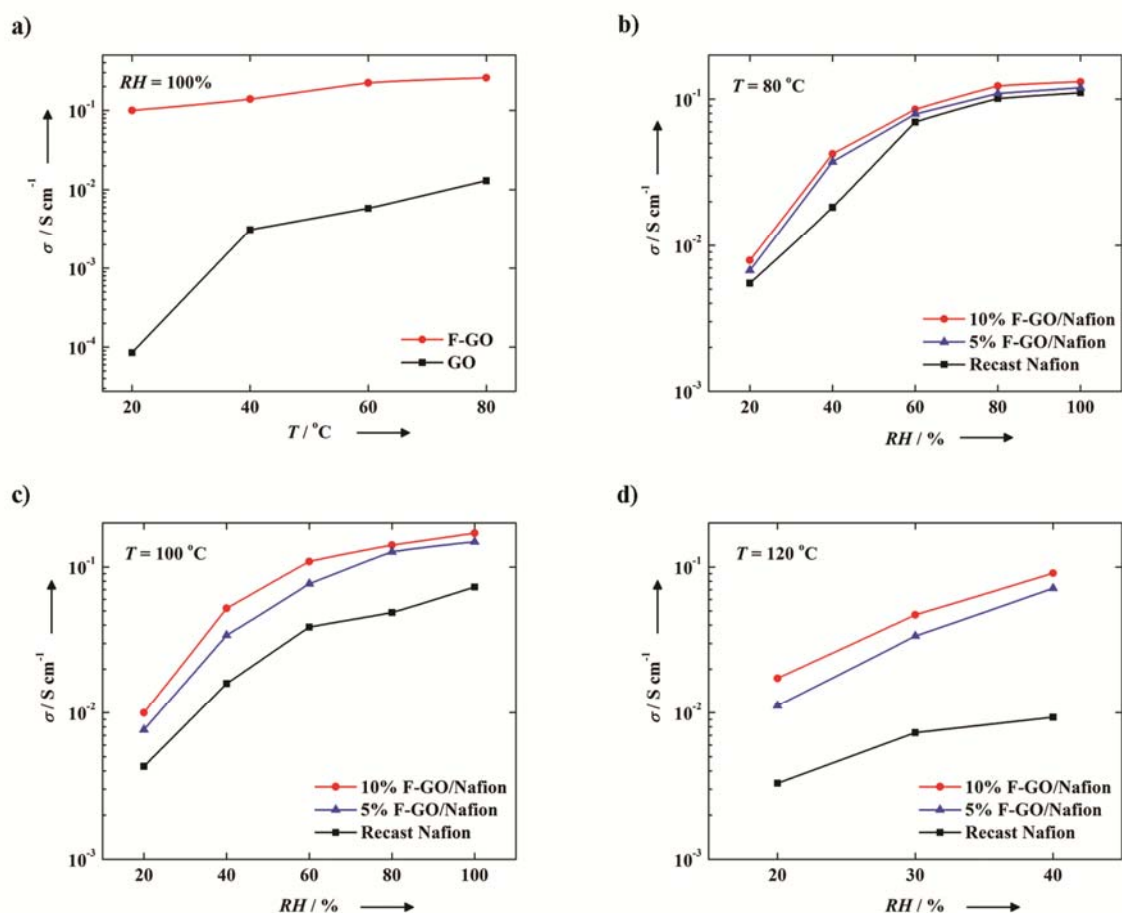 a)
RH = 100%
σ / S cm⁻¹
10⁻¹
10⁻²
10⁻³
10⁻⁴
F-GO
GO
20 40 60 80
T / °C
b)
T = 80 °C
σ / S cm⁻¹
10⁻¹
10⁻²
10⁻³
10% F-GO/Nafion
5% F-GO/Nafion
Recast Nafion
20 40 60 80 100
RH / %
c)
T = 100 °C
σ / S cm⁻¹
10⁻¹
10⁻²
10⁻³
10% F-GO/Nafion
5% F-GO/Nafion
Recast Nafion
20 40 60 80 100
RH / %
d)
T = 120 °C
σ / S cm⁻¹
10⁻¹
10⁻²
10⁻³
10% F-GO/Nafion
5% F-GO/Nafion
Recast Nafion
20 30 40
RH / %